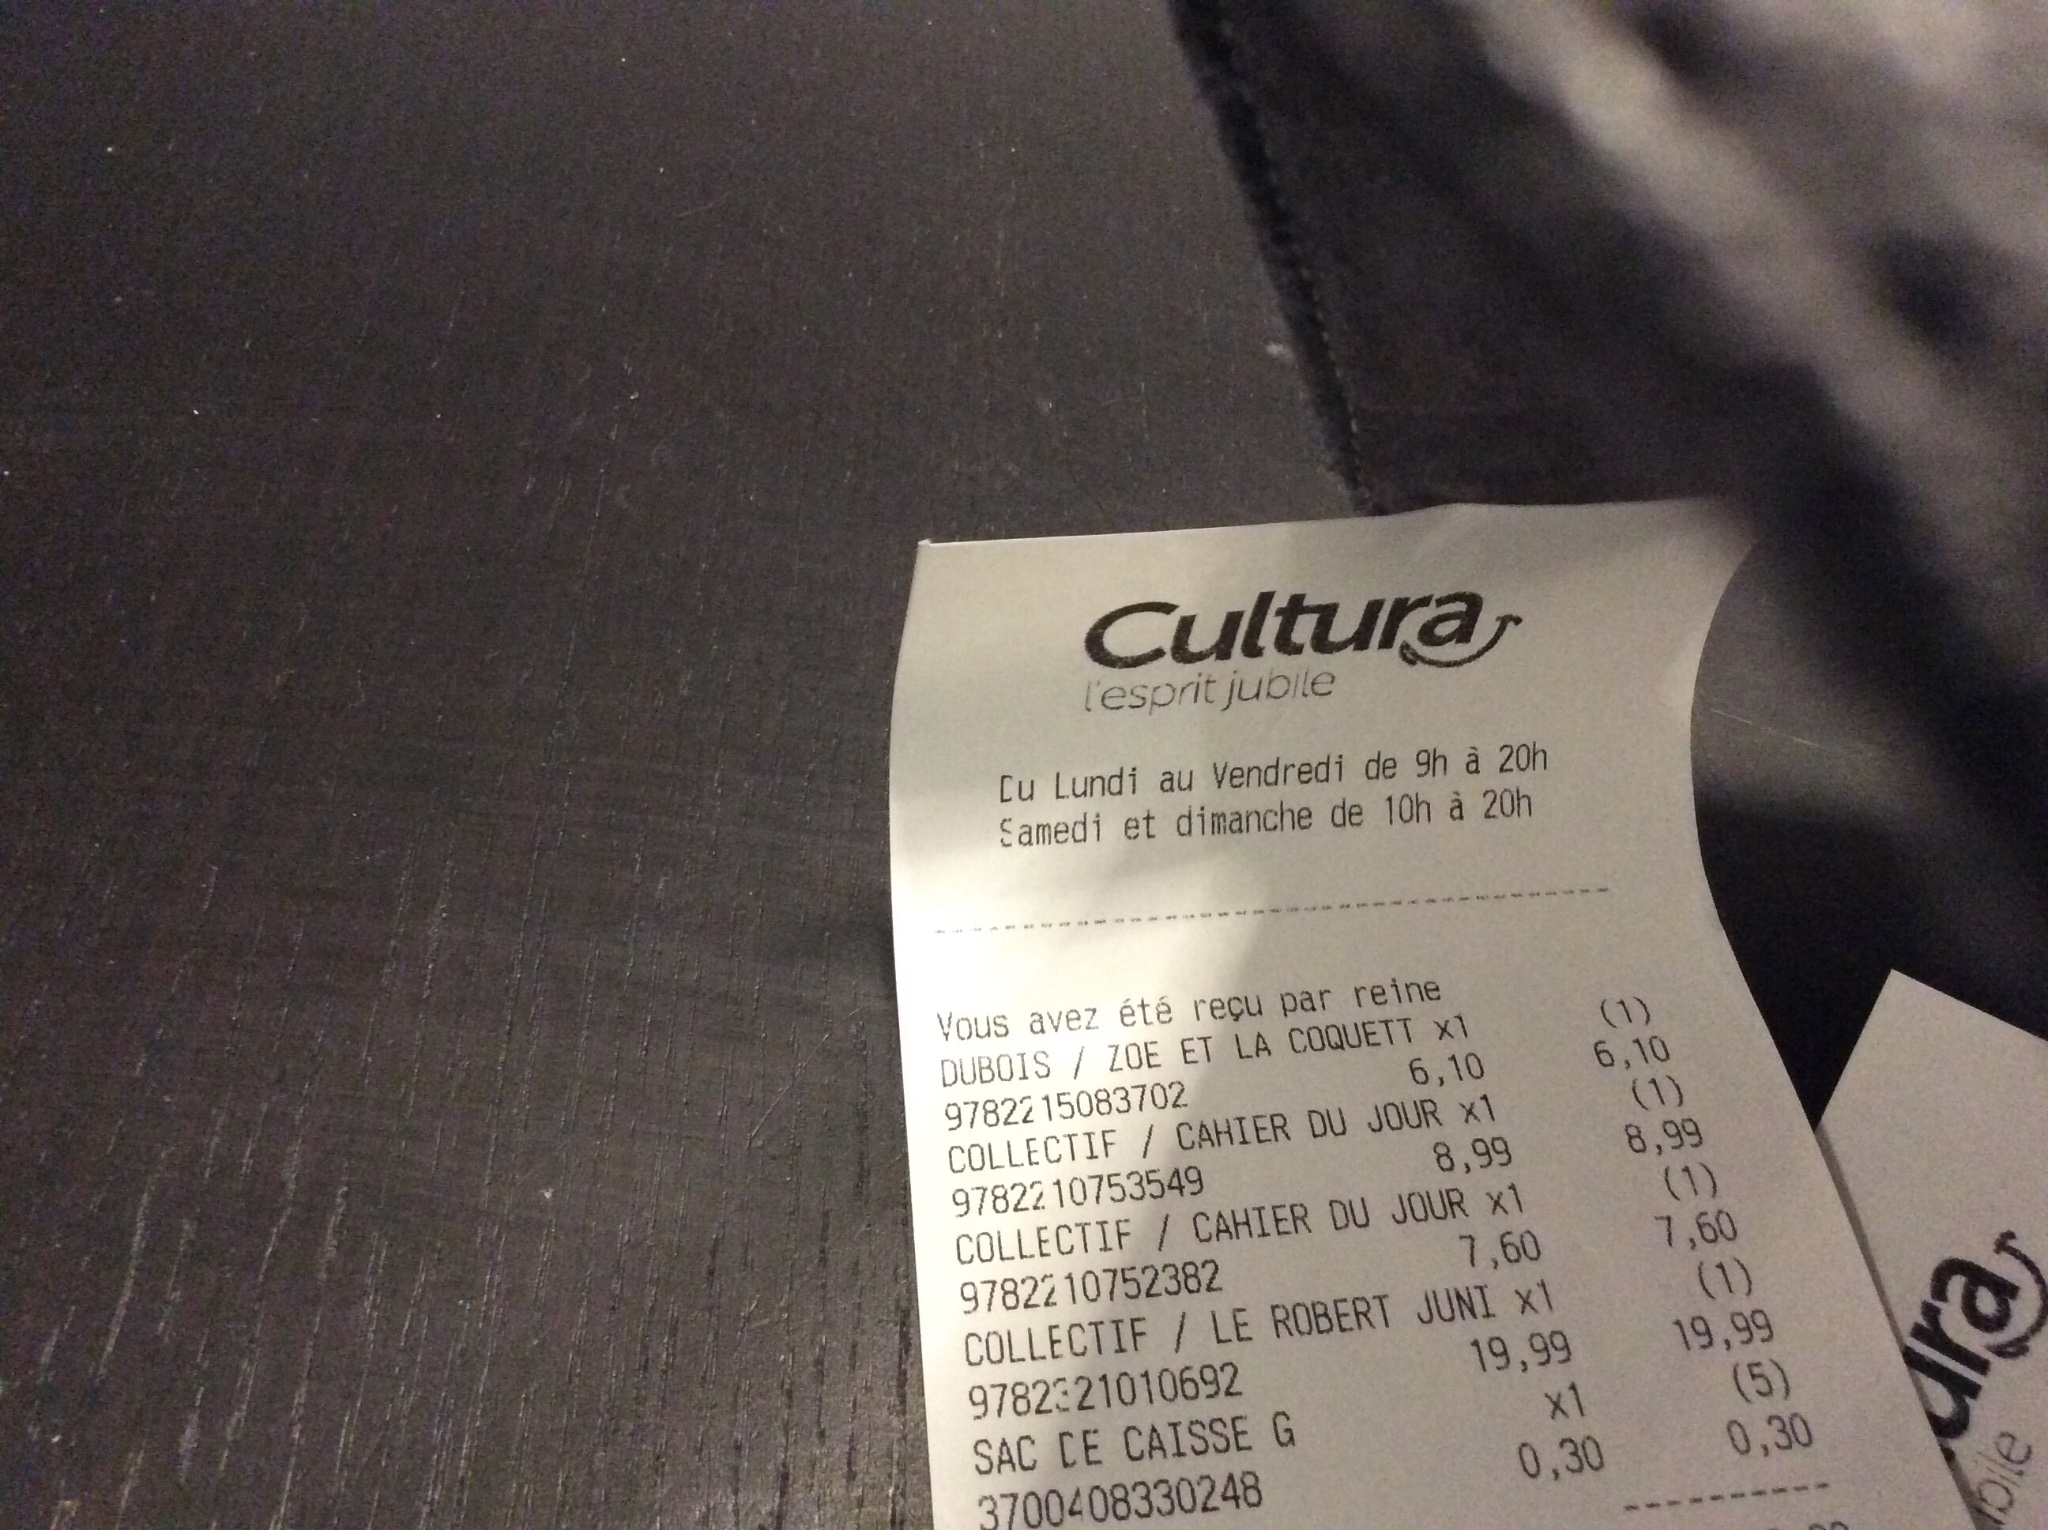 Cultura
l'esprit jubile
Du Lundi au Vendredi de 9h à 20h
Samedi et dimanche de 10h à 20h
Vous avez été reçu par reine
DUBOIS / ZOE ET LA COQUETT x1 (1)
9782215083702 6,10 6,10
COLLECTIF / CAHIER DU JOUR x1 (1)
9782210753549 8,99 8,99
COLLECTIF / CAHIER DU JOUR x1 (1)
9782210752382 7,60 7,60
COLLECTIF / LE ROBERT JUNI x1 (1)
9782321010692 19,99 19,99
SAC DE CAISSE G x1 (5)
3700408330248 0,30 0,30
ura
bile